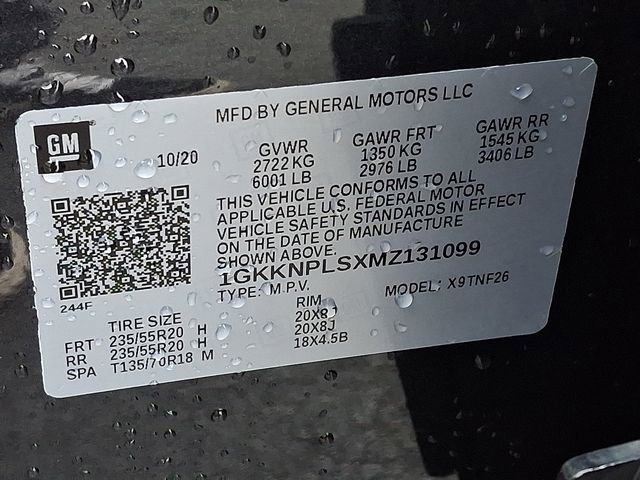 MFD BY GENERAL MOTORS LLC
GM
10/20
GVWR
2722 KG
6001 LB
GAWR FRT
1350 KG
2976 LB
GAWR RR
1545 KG
3406 LB
THIS VEHICLE CONFORMS TO ALL
APPLICABLE U.S. FEDERAL MOTOR
VEHICLE SAFETY STANDARDS IN EFFECT
ON THE DATE OF MANUFACTURE
SHOWN ABOVE.
1GKKNPLSXMZ131099
TYPE: M.P.V. MODEL: X9TNF26
244F
TIRE SIZE RIM
FRT 235/55R20 H 20X8J
RR 235/55R20 H 20X8J
SPA T135/70R18 M 18X4.5B